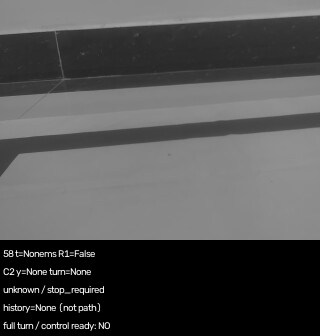 58 t=Nonems R1=False
C2 y=None turn=None
unknown / stop_required
history=None (not path)
full turn / control ready: NO